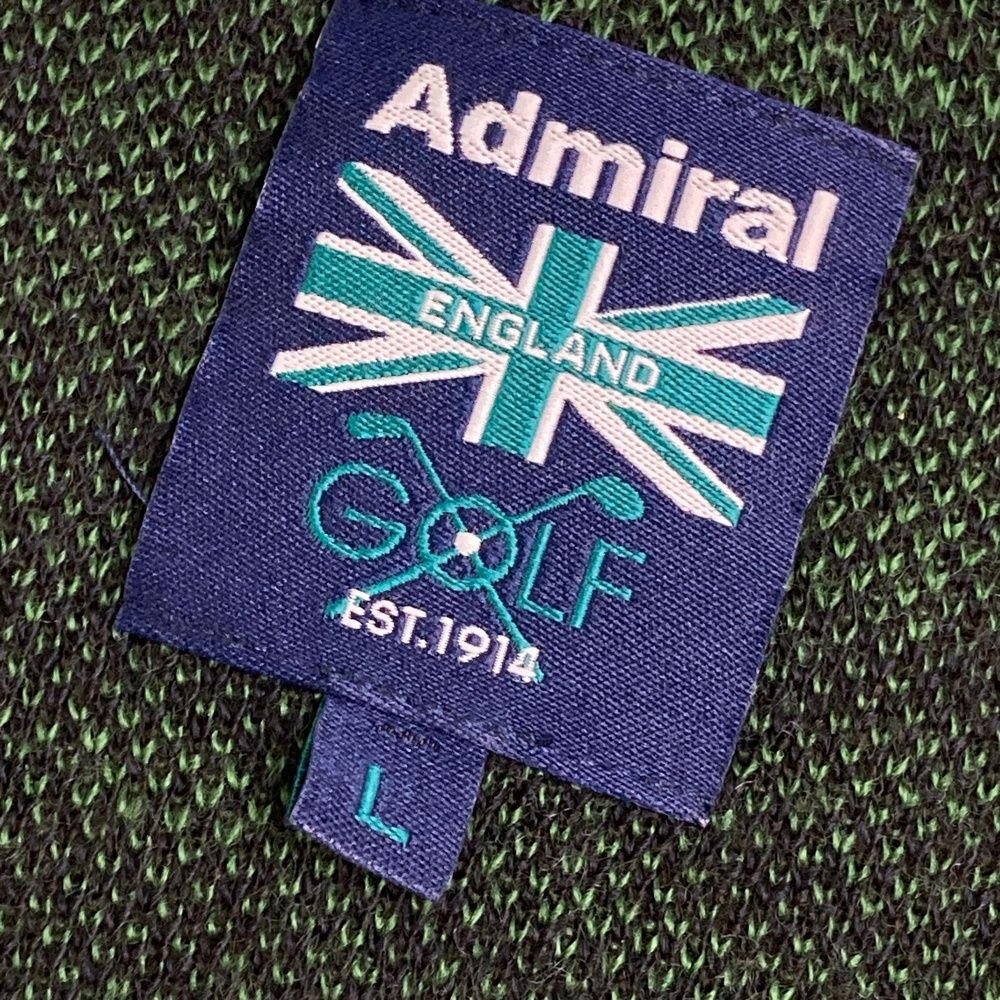 Admiral
ENGLAND
GOLF
EST.1914
L